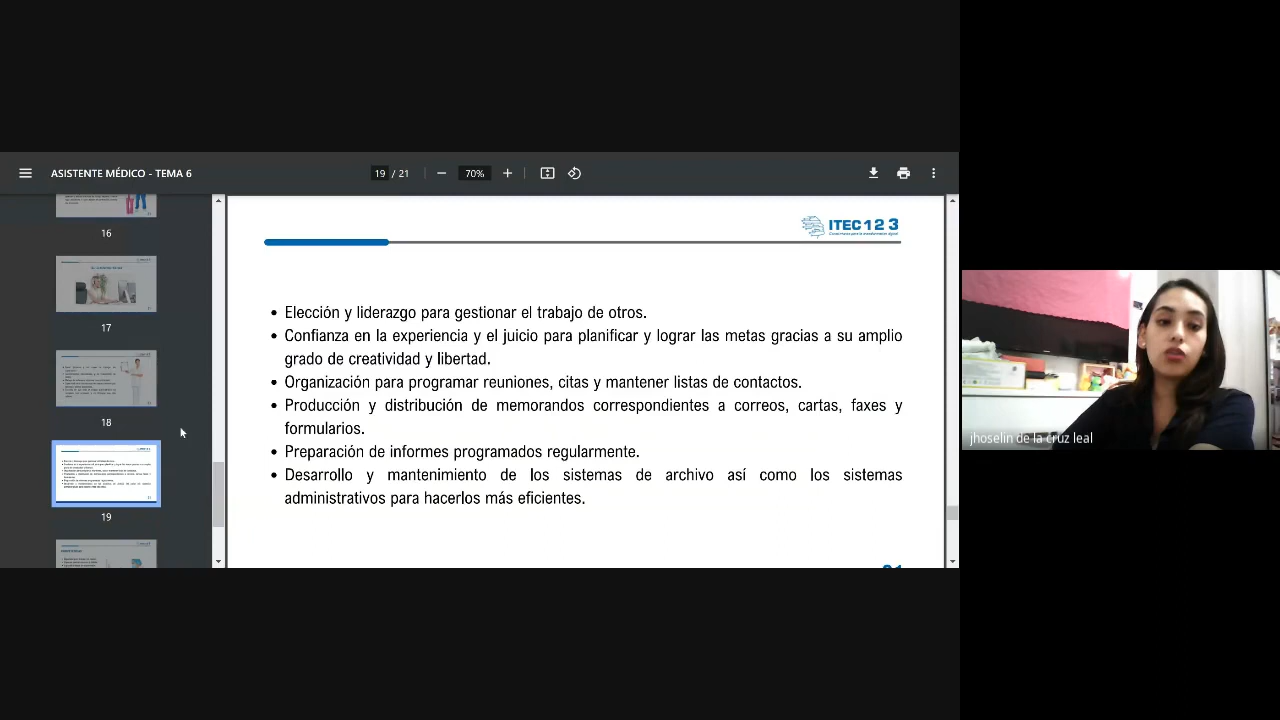 ASISTENTE MÉDICO - TEMA 6
19 / 21
70%
ITEC 1 2 3
16
17
18
19
• Elección y liderazgo para gestionar el trabajo de otros.
• Confianza en la experiencia y el juicio para planificar y lograr las metas gracias a su amplio
grado de creatividad y libertad.
• Organización para programar reuniones, citas y mantener listas de contacto.
• Producción y distribución de memorandos correspondientes a correos, cartas, faxes y
formularios.
• Preparación de informes programados regularmente.
• Desarrollo y mantenimiento de los sistemas de archivo así como los sistemas
administrativos para hacerlos más eficientes.
jhoselin de la cruz leal